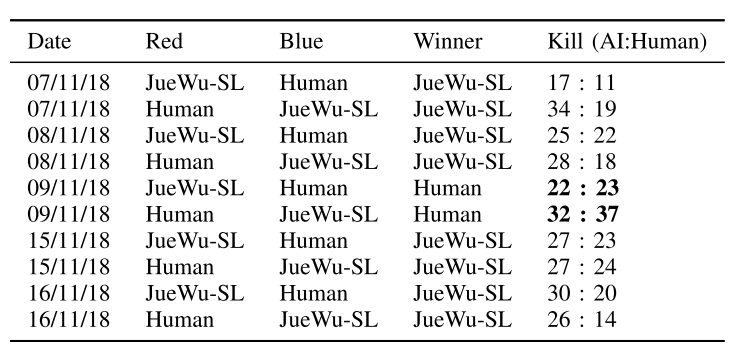 Date Red Blue Winner Kill (AI:Human)
07/11/18 JueWu-SL Human JueWu-SL 17 : 11
07/11/18 Human JueWu-SL JueWu-SL 34 : 19
08/11/18 JueWu-SL Human JueWu-SL 25 : 22
08/11/18 Human JueWu-SL JueWu-SL 28 : 18
09/11/18 JueWu-SL Human Human 22 : 23
09/11/18 Human JueWu-SL Human 32 : 37
15/11/18 JueWu-SL Human JueWu-SL 27 : 23
15/11/18 Human JueWu-SL JueWu-SL 27 : 24
16/11/18 JueWu-SL Human JueWu-SL 30 : 20
16/11/18 Human JueWu-SL JueWu-SL 26 : 14